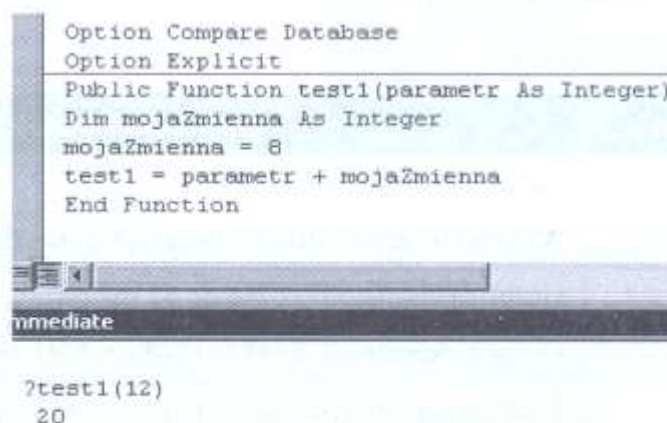 Option Compare Database
Option Explicit
Public Function test1(parametr As Integer)
Dim mojaZmienna As Integer
mojaZmienna = 8
test1 = parametr + mojaZmienna
End Function
mmediate
?test1(12)
20